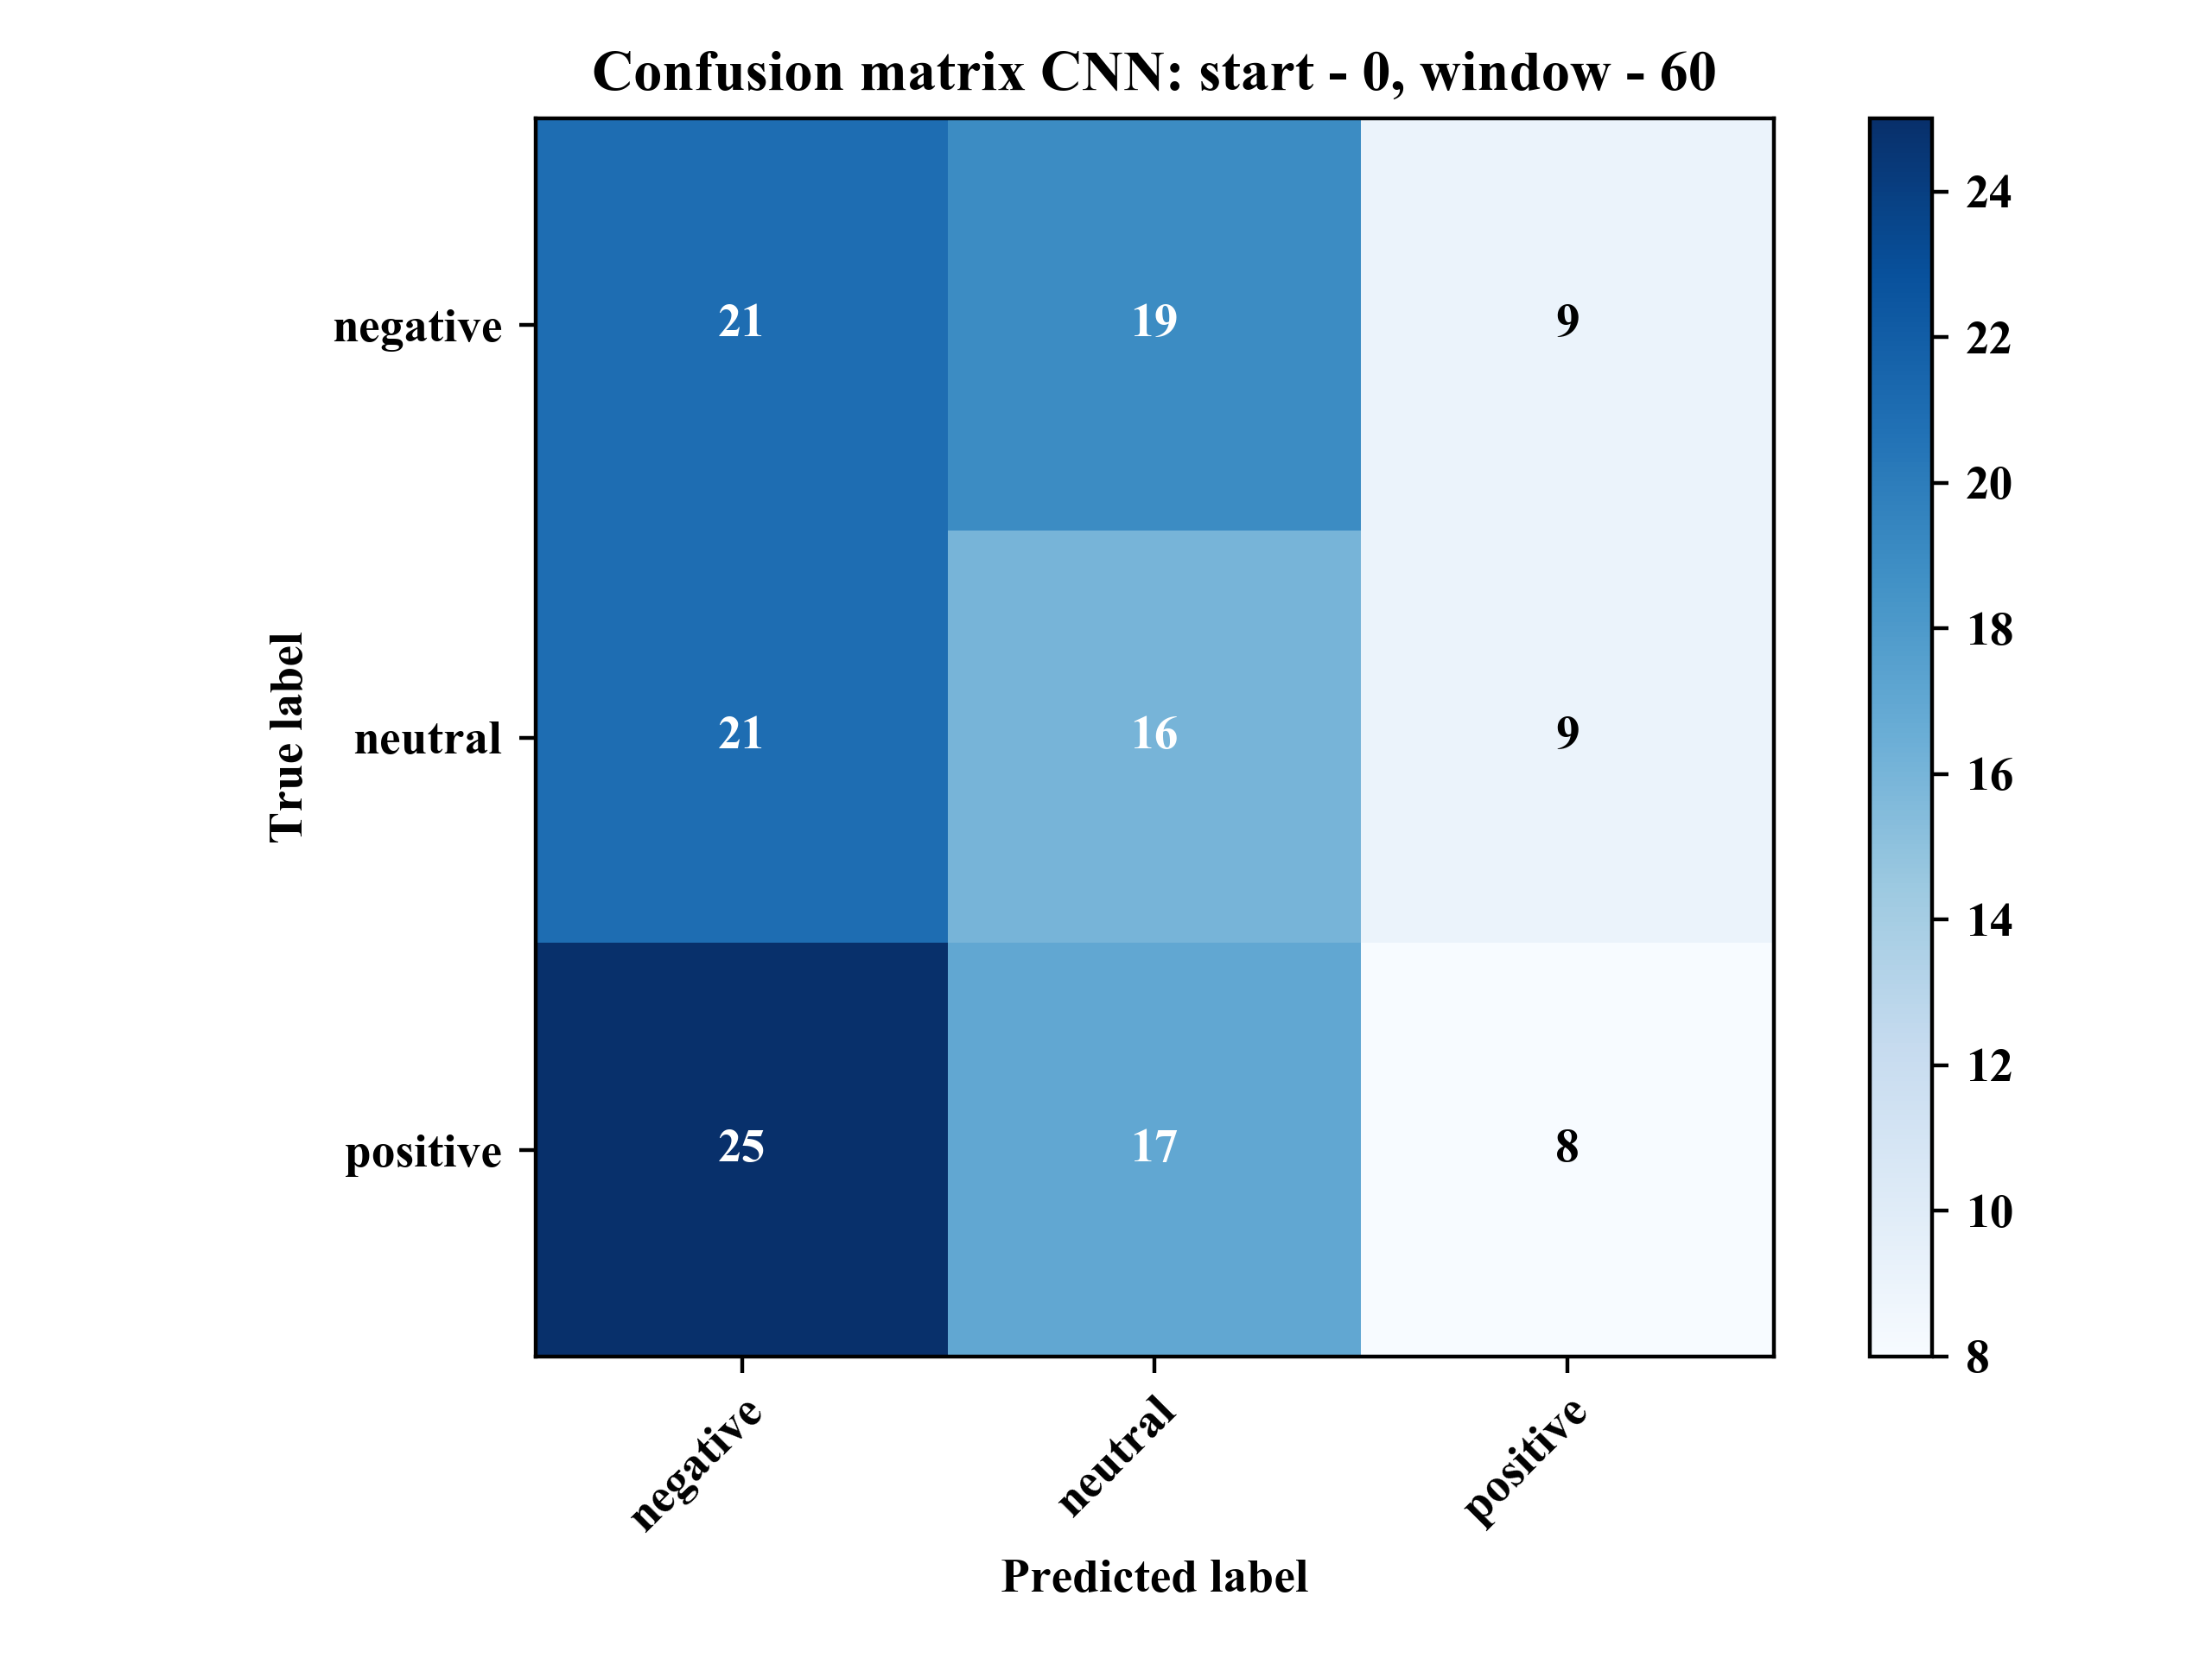 Confusion matrix CNN: start - 0, window - 60
True label
negative 21 19 9
neutral 21 16 9
positive 25 17 8
negative neutral positive
Predicted label
24
22
20
18
16
14
12
10
8